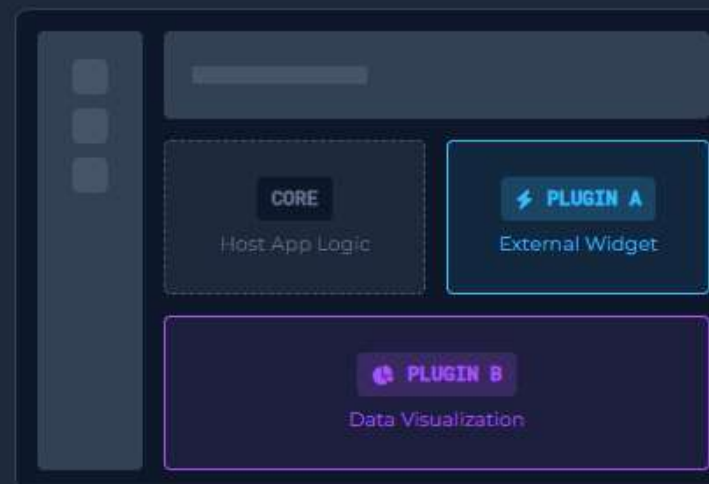 CORE
Host App Logic
PLUGIN A
External Widget
PLUGIN B
Data Visualization